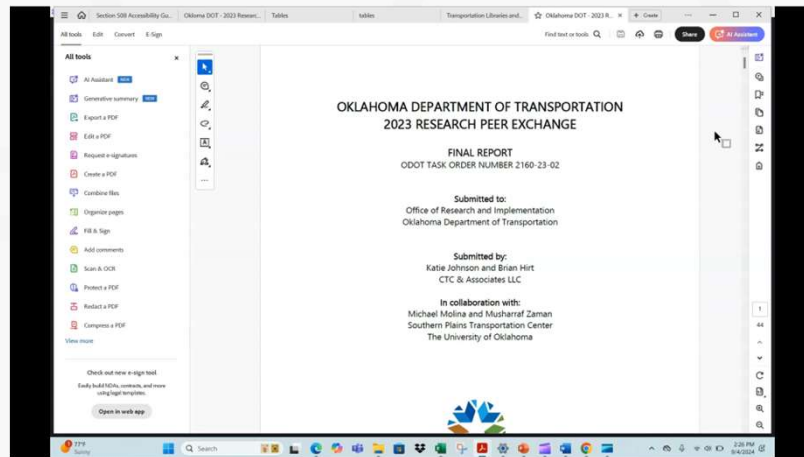 Section 508 Accessibility Gu...
Oklahoma DOT - 2023 Researc...
Tables
tables
Transportation Libraries and...
Oklahoma DOT - 2023 R...
+ Create
All tools
Edit
Convert
E-Sign
Find text or tools
Share
AI Assistant
All tools
AI Assistant NEW
Generative summary NEW
Export a PDF
Edit a PDF
Request e-signatures
Create a PDF
Combine files
Organize pages
Fill & Sign
Add comments
Scan & OCR
Protect a PDF
Redact a PDF
Compress a PDF
View more
Check out new e-sign tool
Easily build NDAs, contracts, and more
using legal templates.
Open in web app
OKLAHOMA DEPARTMENT OF TRANSPORTATION
2023 RESEARCH PEER EXCHANGE
FINAL REPORT
ODOT TASK ORDER NUMBER 2160-23-02
Submitted to:
Office of Research and Implementation
Oklahoma Department of Transportation
Submitted by:
Katie Johnson and Brian Hirt
CTC & Associates LLC
In collaboration with:
Michael Molina and Musharraf Zaman
Southern Plains Transportation Center
The University of Oklahoma
1
44
77°F
Sunny
Search
2:26 PM
9/4/2024